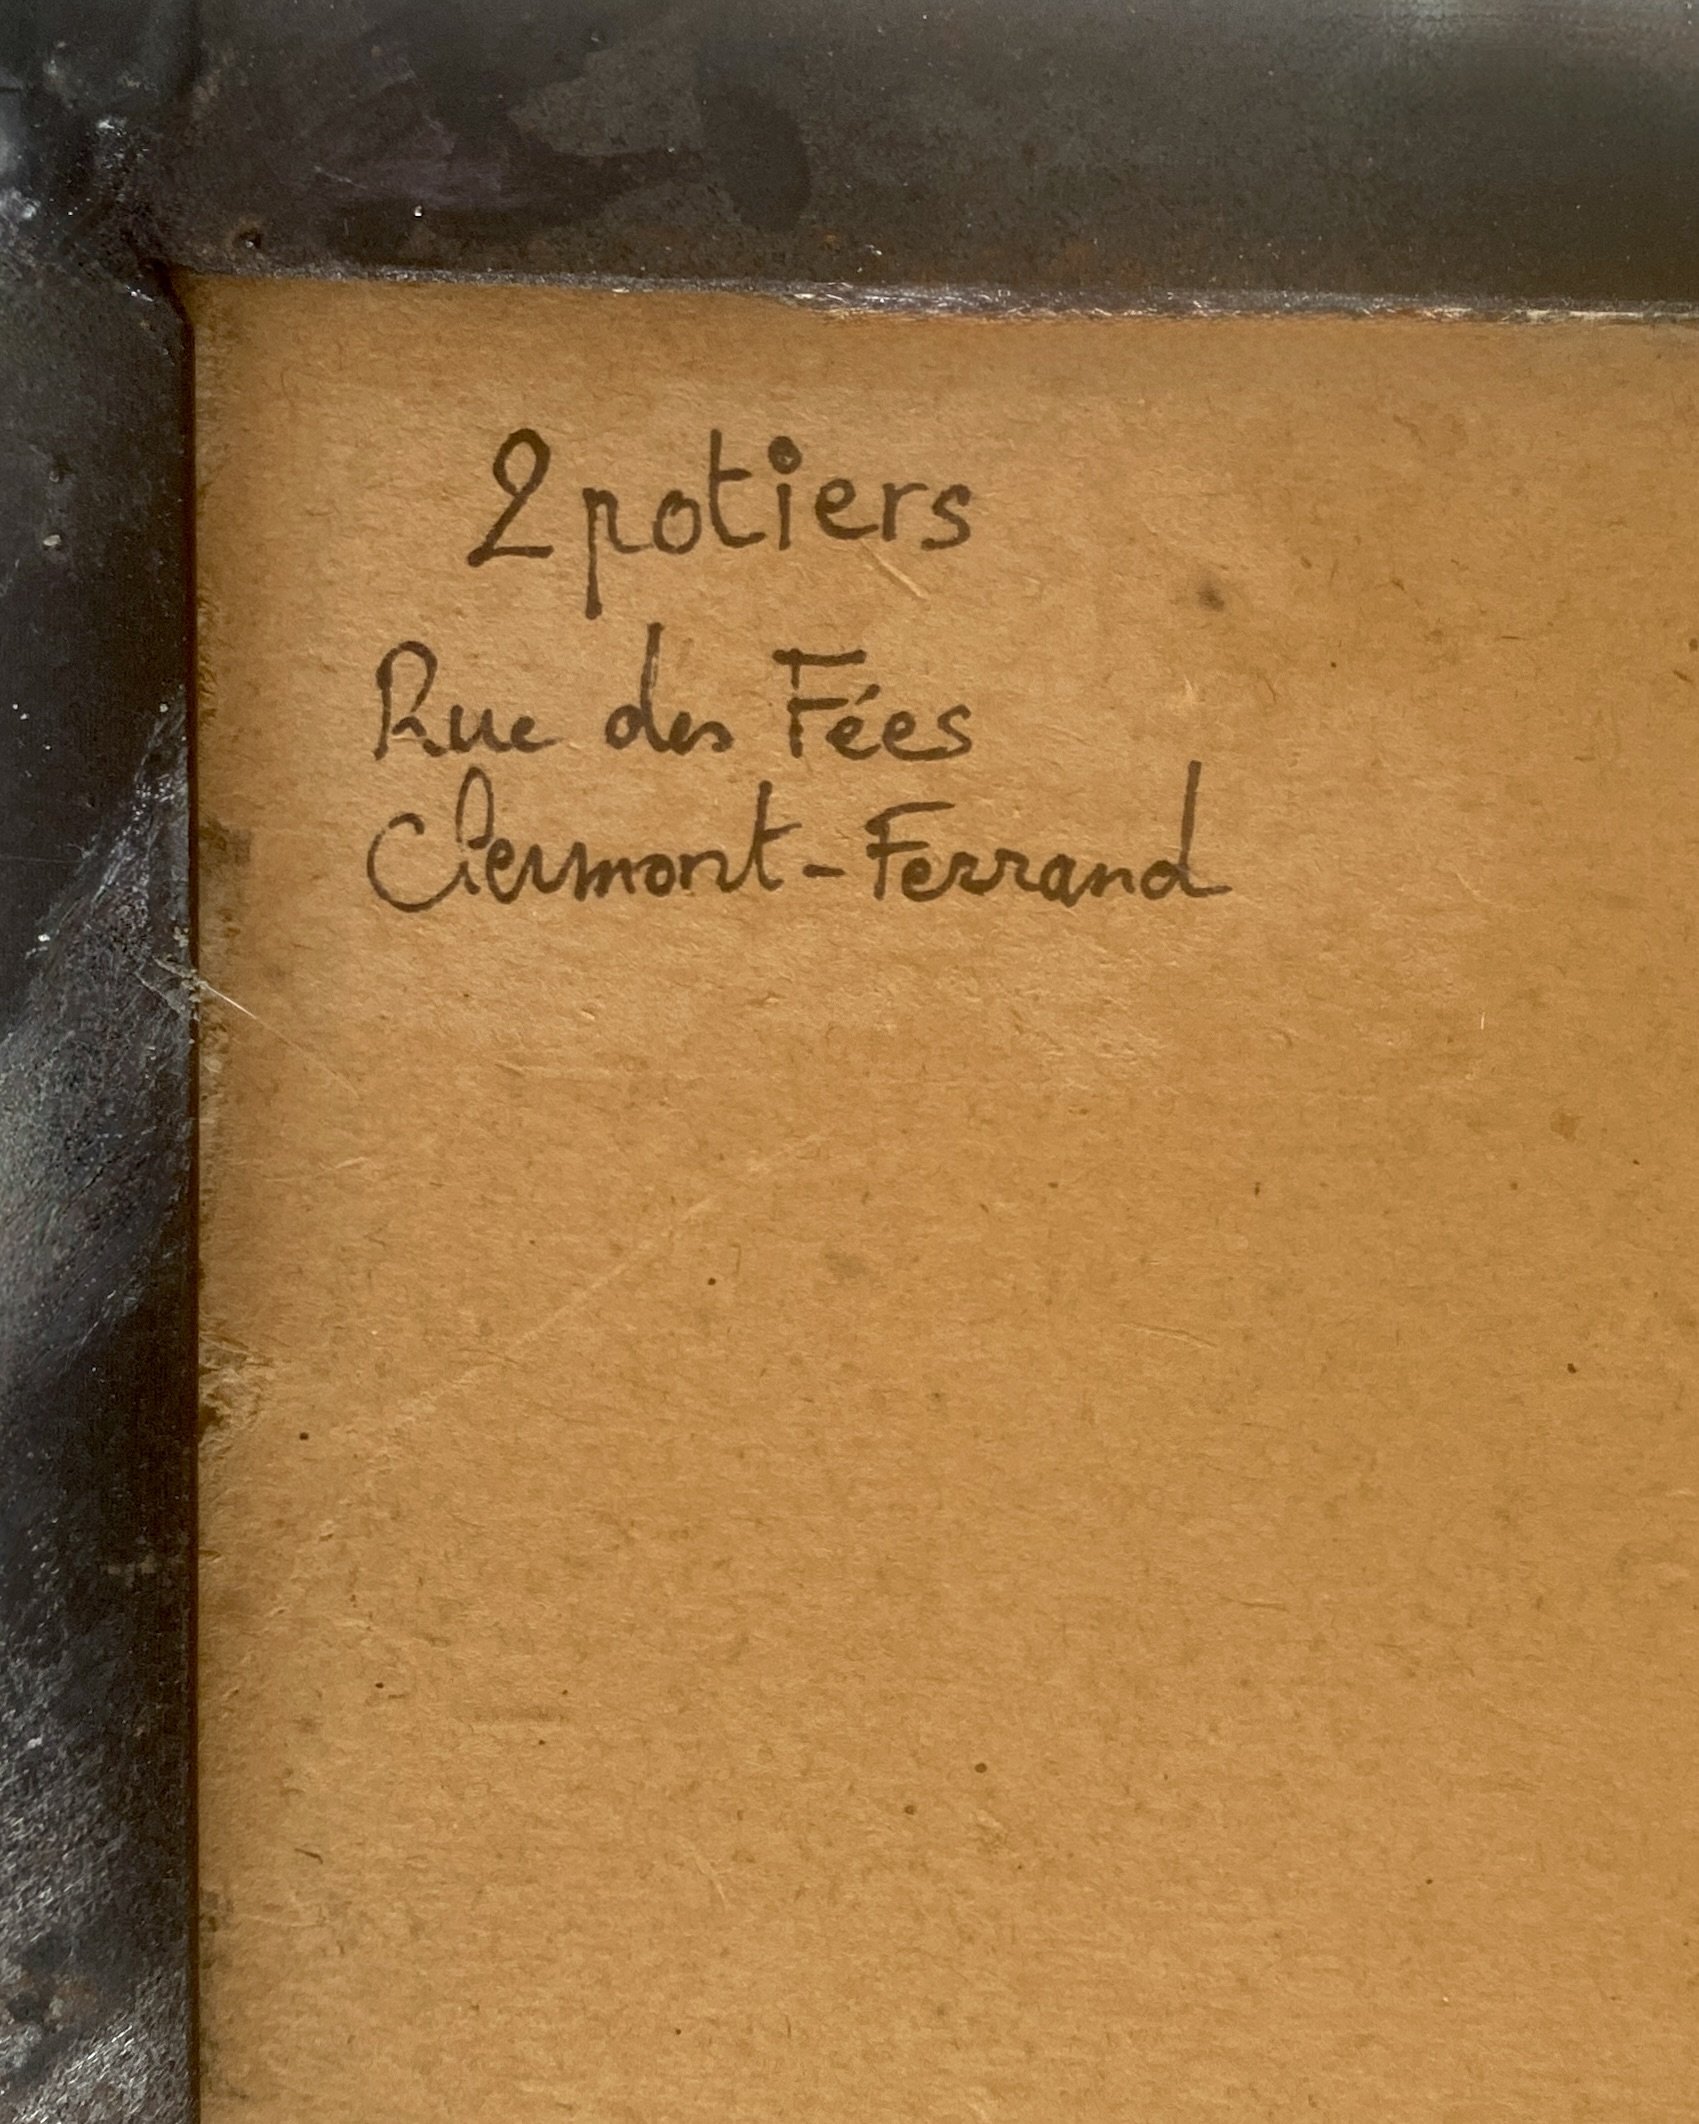 2 potiers
Rue des Fées
Clermont-Ferrand